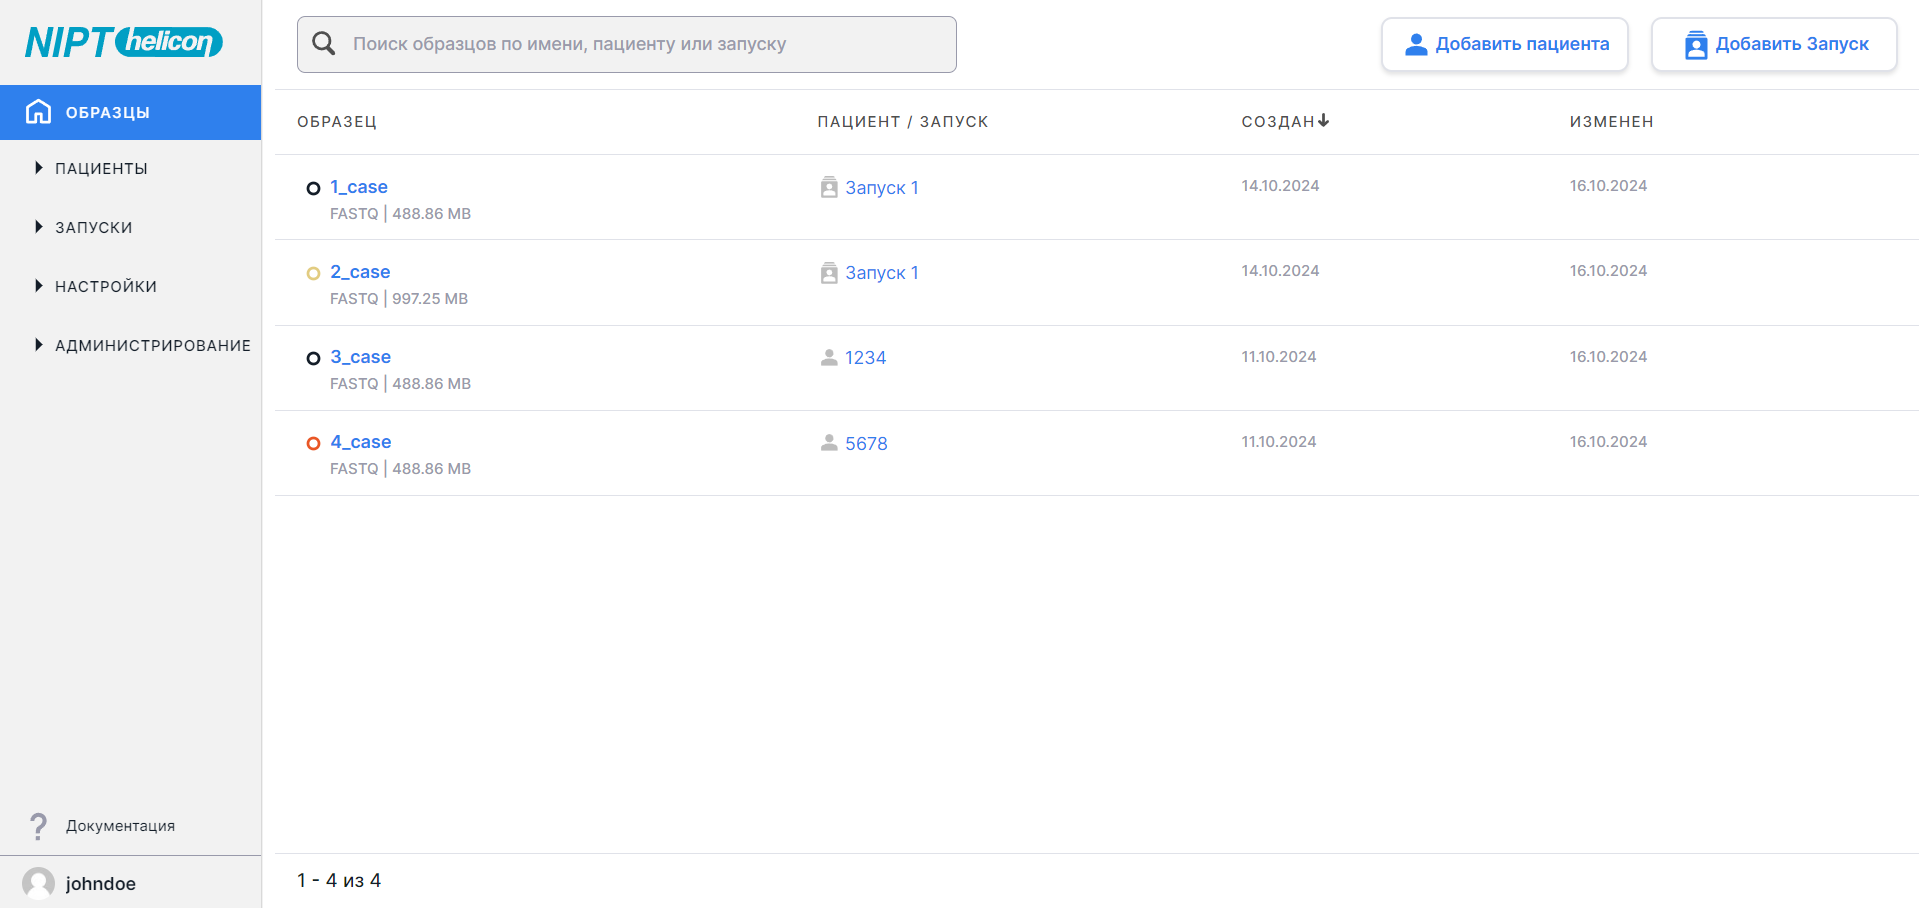 NIPT helicon
Поиск образцов по имени, пациенту или запуску
Добавить пациента
Добавить Запуск
ОБРАЗЦЫ
ПАЦИЕНТЫ
ЗАПУСКИ
НАСТРОЙКИ
АДМИНИСТРИРОВАНИЕ
ОБРАЗЕЦ ПАЦИЕНТ / ЗАПУСК СОЗДАН ИЗМЕНЕН
1_case Запуск 1 14.10.2024 16.10.2024
FASTQ | 488.86 MB
2_case Запуск 1 14.10.2024 16.10.2024
FASTQ | 997.25 MB
3_case 1234 11.10.2024 16.10.2024
FASTQ | 488.86 MB
4_case 5678 11.10.2024 16.10.2024
FASTQ | 488.86 MB
Документация
johndoe
1 - 4 из 4